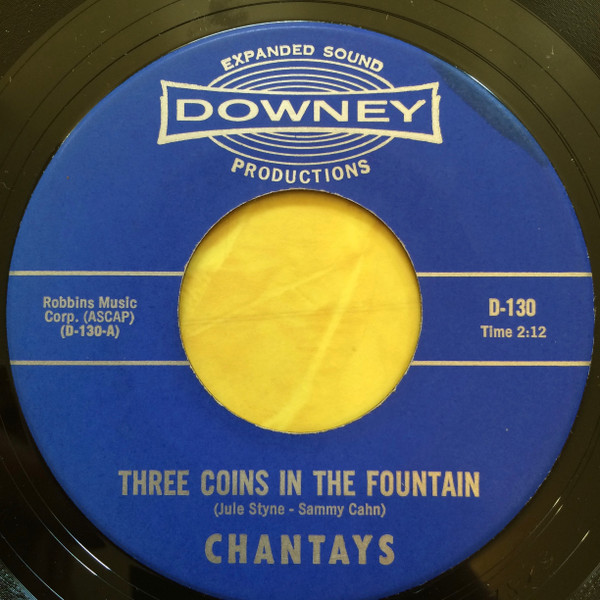 EXPANDED SOUND
DOWNEY
PRODUCTIONS
Robbins Music
Corp. (ASCAP)
(D-130-A)
D-130
Time 2:12
THREE COINS IN THE FOUNTAIN
(Jule Styne - Sammy Cahn)
CHANTAYS